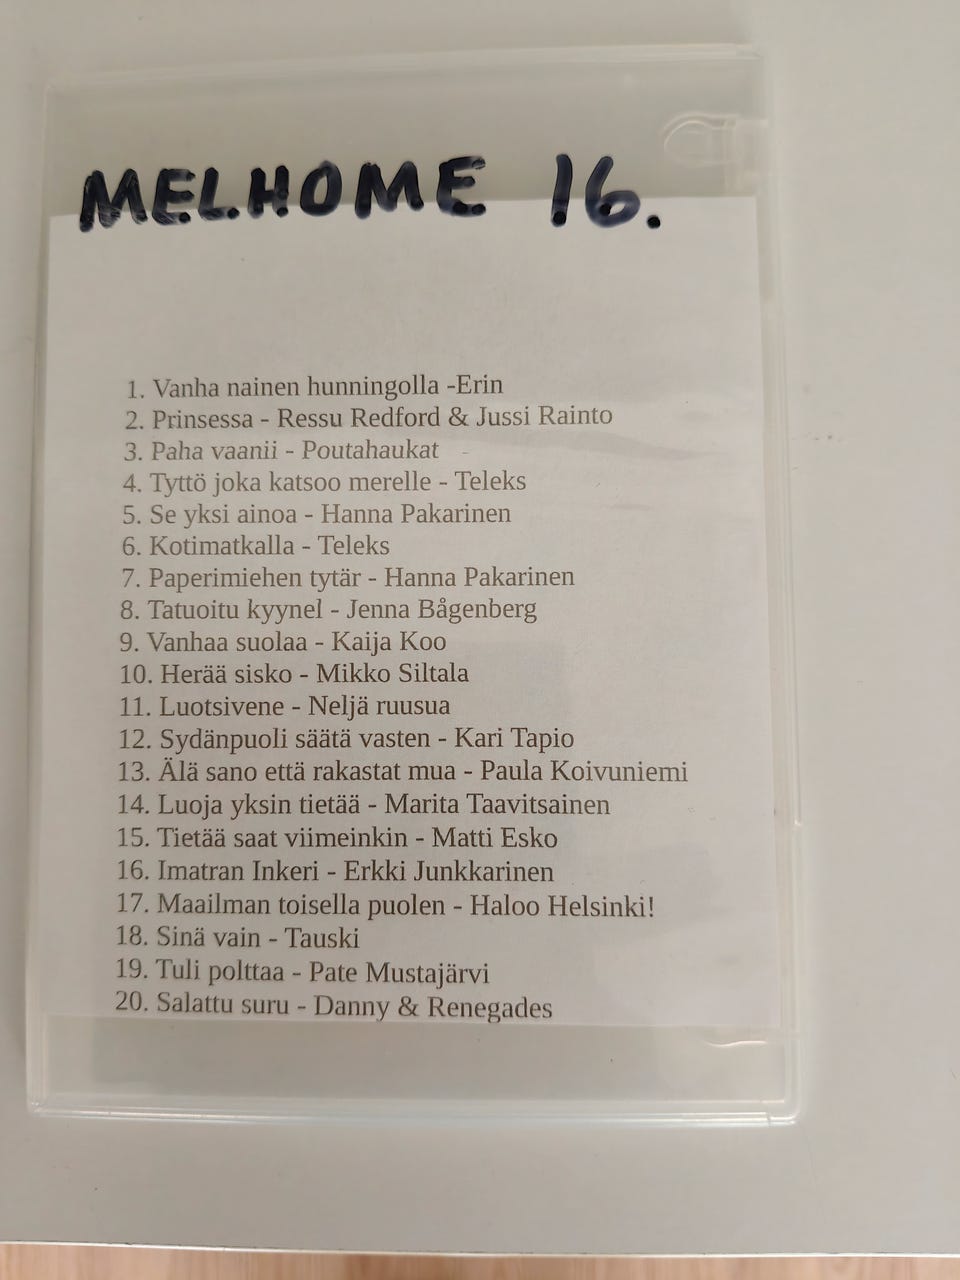 MELHOME 16.
1. Vanha nainen hunningolla -Erin
2. Prinsessa - Ressu Redford & Jussi Rainto
3. Paha vaanii - Poutahaukat
4. Tyttö joka katsoo merelle - Teleks
5. Se yksi ainoa - Hanna Pakarinen
6. Kotimatkalla - Teleks
7. Paperimiehen tytär - Hanna Pakarinen
8. Tatuoitu kyynel - Jenna Bågenberg
9. Vanhaa suolaa - Kaija Koo
10. Herää sisko - Mikko Siltala
11. Luotsivene - Neljä ruusua
12. Sydänpuoli säätä vasten - Kari Tapio
13. Älä sano että rakastat mua - Paula Koivuniemi
14. Luoja yksin tietää - Marita Taavitsainen
15. Tietää saat viimeinkin - Matti Esko
16. Imatran Inkeri - Erkki Junkkarinen
17. Maailman toisella puolen - Haloo Helsinki!
18. Sinä vain - Tauski
19. Tuli polttaa - Pate Mustajärvi
20. Salattu suru - Danny & Renegades